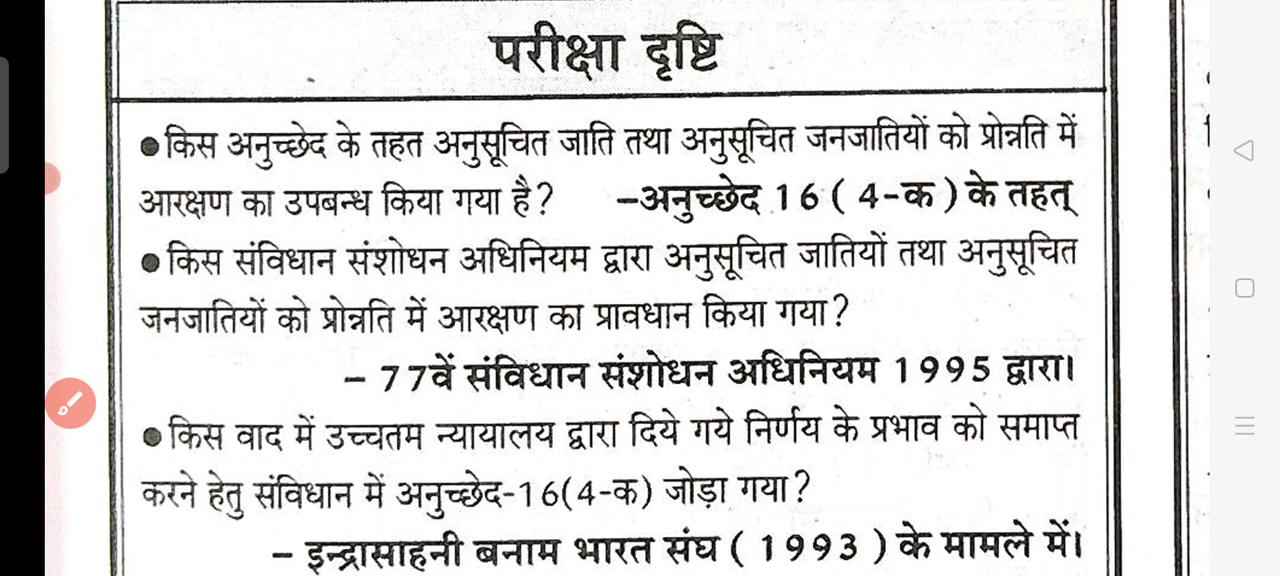 परीक्षा दृष्टि
●किस अनुच्छेद के तहत अनुसूचित जाति तथा अनुसूचित जनजातियों को प्रोन्नति में
आरक्षण का उपबन्ध किया गया है? –अनुच्छेद 16 ( 4-क ) के तहत्
●किस संविधान संशोधन अधिनियम द्वारा अनुसूचित जातियों तथा अनुसूचित
जनजातियों को प्रोन्नति में आरक्षण का प्रावधान किया गया?
– 77वें संविधान संशोधन अधिनियम 1995 द्वारा।
●किस वाद में उच्चतम न्यायालय द्वारा दिये गये निर्णय के प्रभाव को समाप्त
करने हेतु संविधान में अनुच्छेद-16(4-क) जोड़ा गया?
– इन्द्रासाहनी बनाम भारत संघ ( 1993 ) के मामले में।